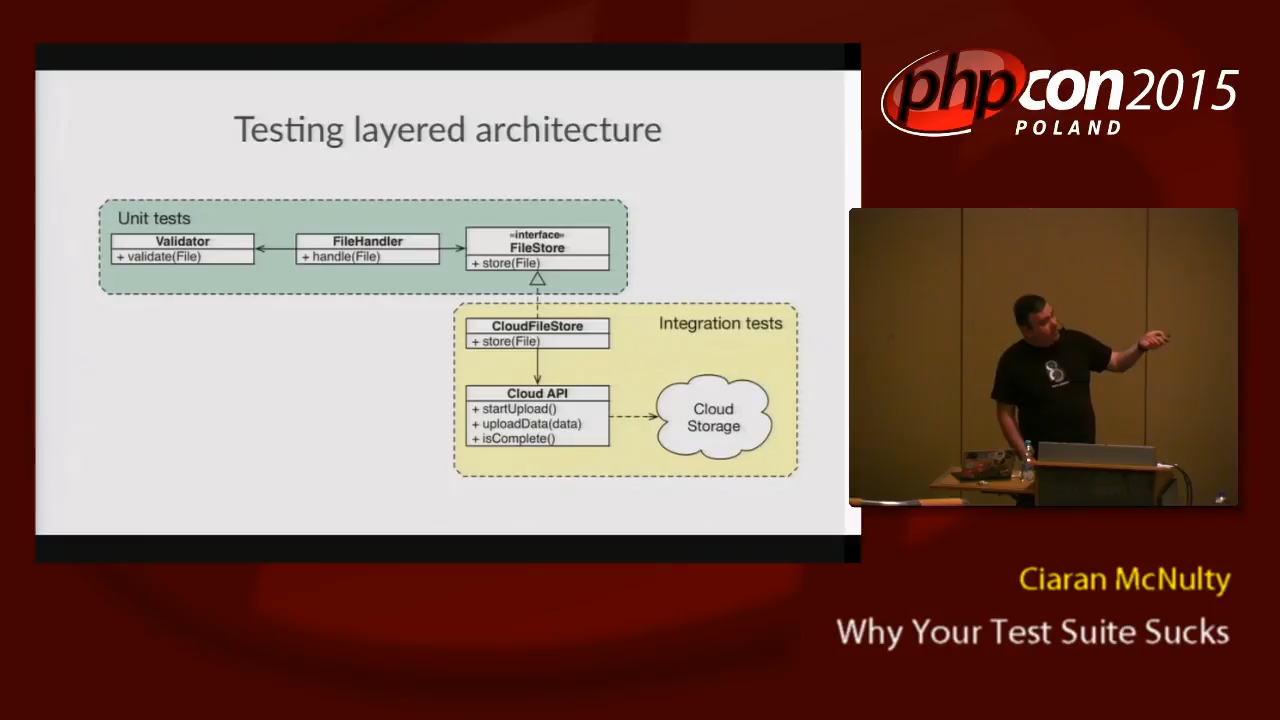 Testing layered architecture
Unit tests
Validator
+ validate(File)
FileHandler
+ handle(File)
«interface»
FileStore
+ store(File)
CloudFileStore
+ store(File)
Integration tests
Cloud API
+ startUpload()
+ uploadData(data)
+ isComplete()
Cloud
Storage
phpcon2015
POLAND
Ciaran McNulty
Why Your Test Suite Sucks